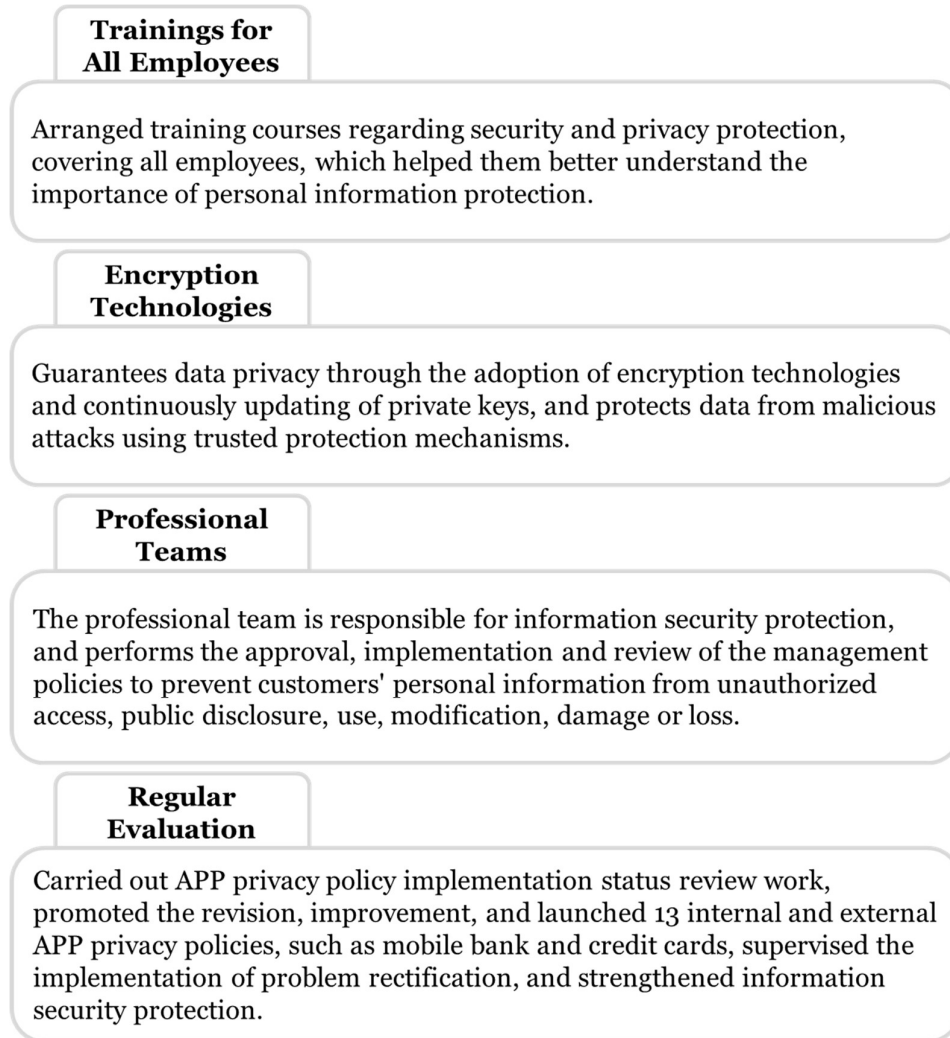 Trainings for
All Employees
Arranged training courses regarding security and privacy protection,
covering all employees, which helped them better understand the
importance of personal information protection.
Encryption
Technologies
Guarantees data privacy through the adoption of encryption technologies
and continuously updating of private keys, and protects data from malicious
attacks using trusted protection mechanisms.
Professional
Teams
The professional team is responsible for information security protection,
and performs the approval, implementation and review of the management
policies to prevent customers' personal information from unauthorized
access, public disclosure, use, modification, damage or loss.
Regular
Evaluation
Carried out APP privacy policy implementation status review work,
promoted the revision, improvement, and launched 13 internal and external
APP privacy policies, such as mobile bank and credit cards, supervised the
implementation of problem rectification, and strengthened information
security protection.